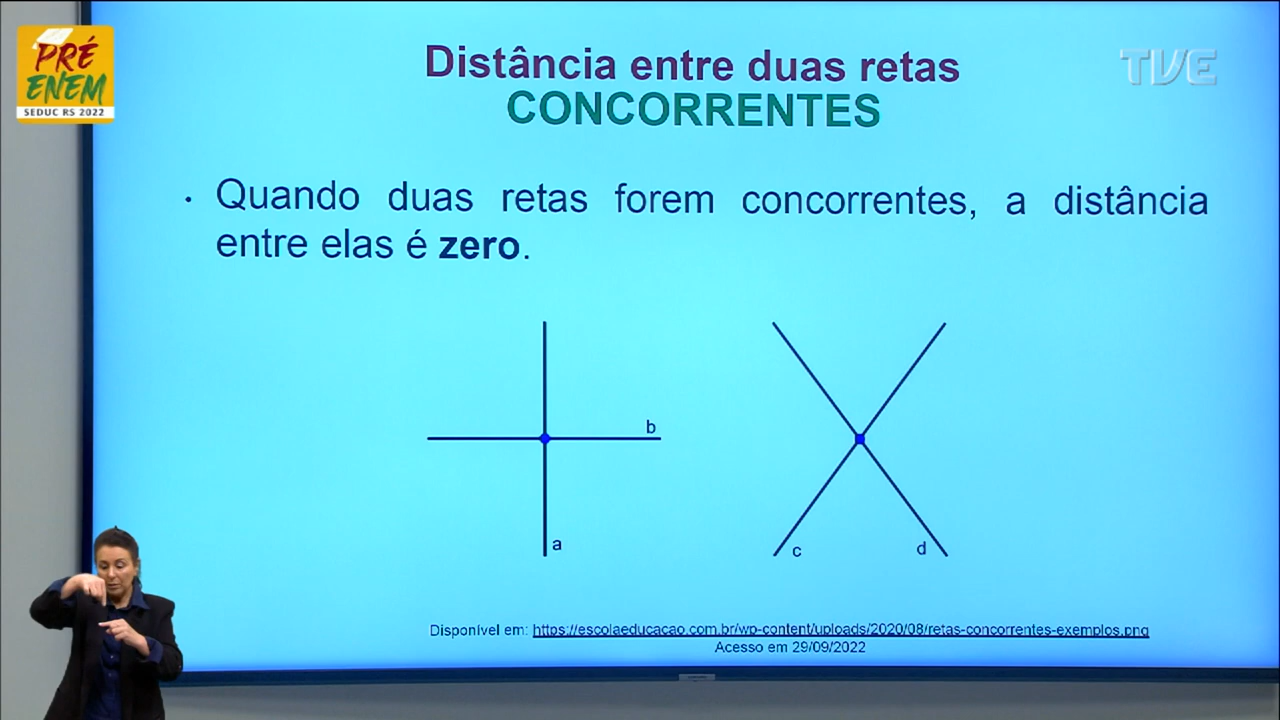 PRÉ
ENEM
SEDUC RS 2022
TVE
Distância entre duas retas
CONCORRENTES
• Quando duas retas forem concorrentes, a distância
entre elas é zero.
b
a
c
d
Disponível em: https://escolaeducacao.com.br/wp-content/uploads/2020/08/retas-concorrentes-exemplos.png
Acesso em 29/09/2022